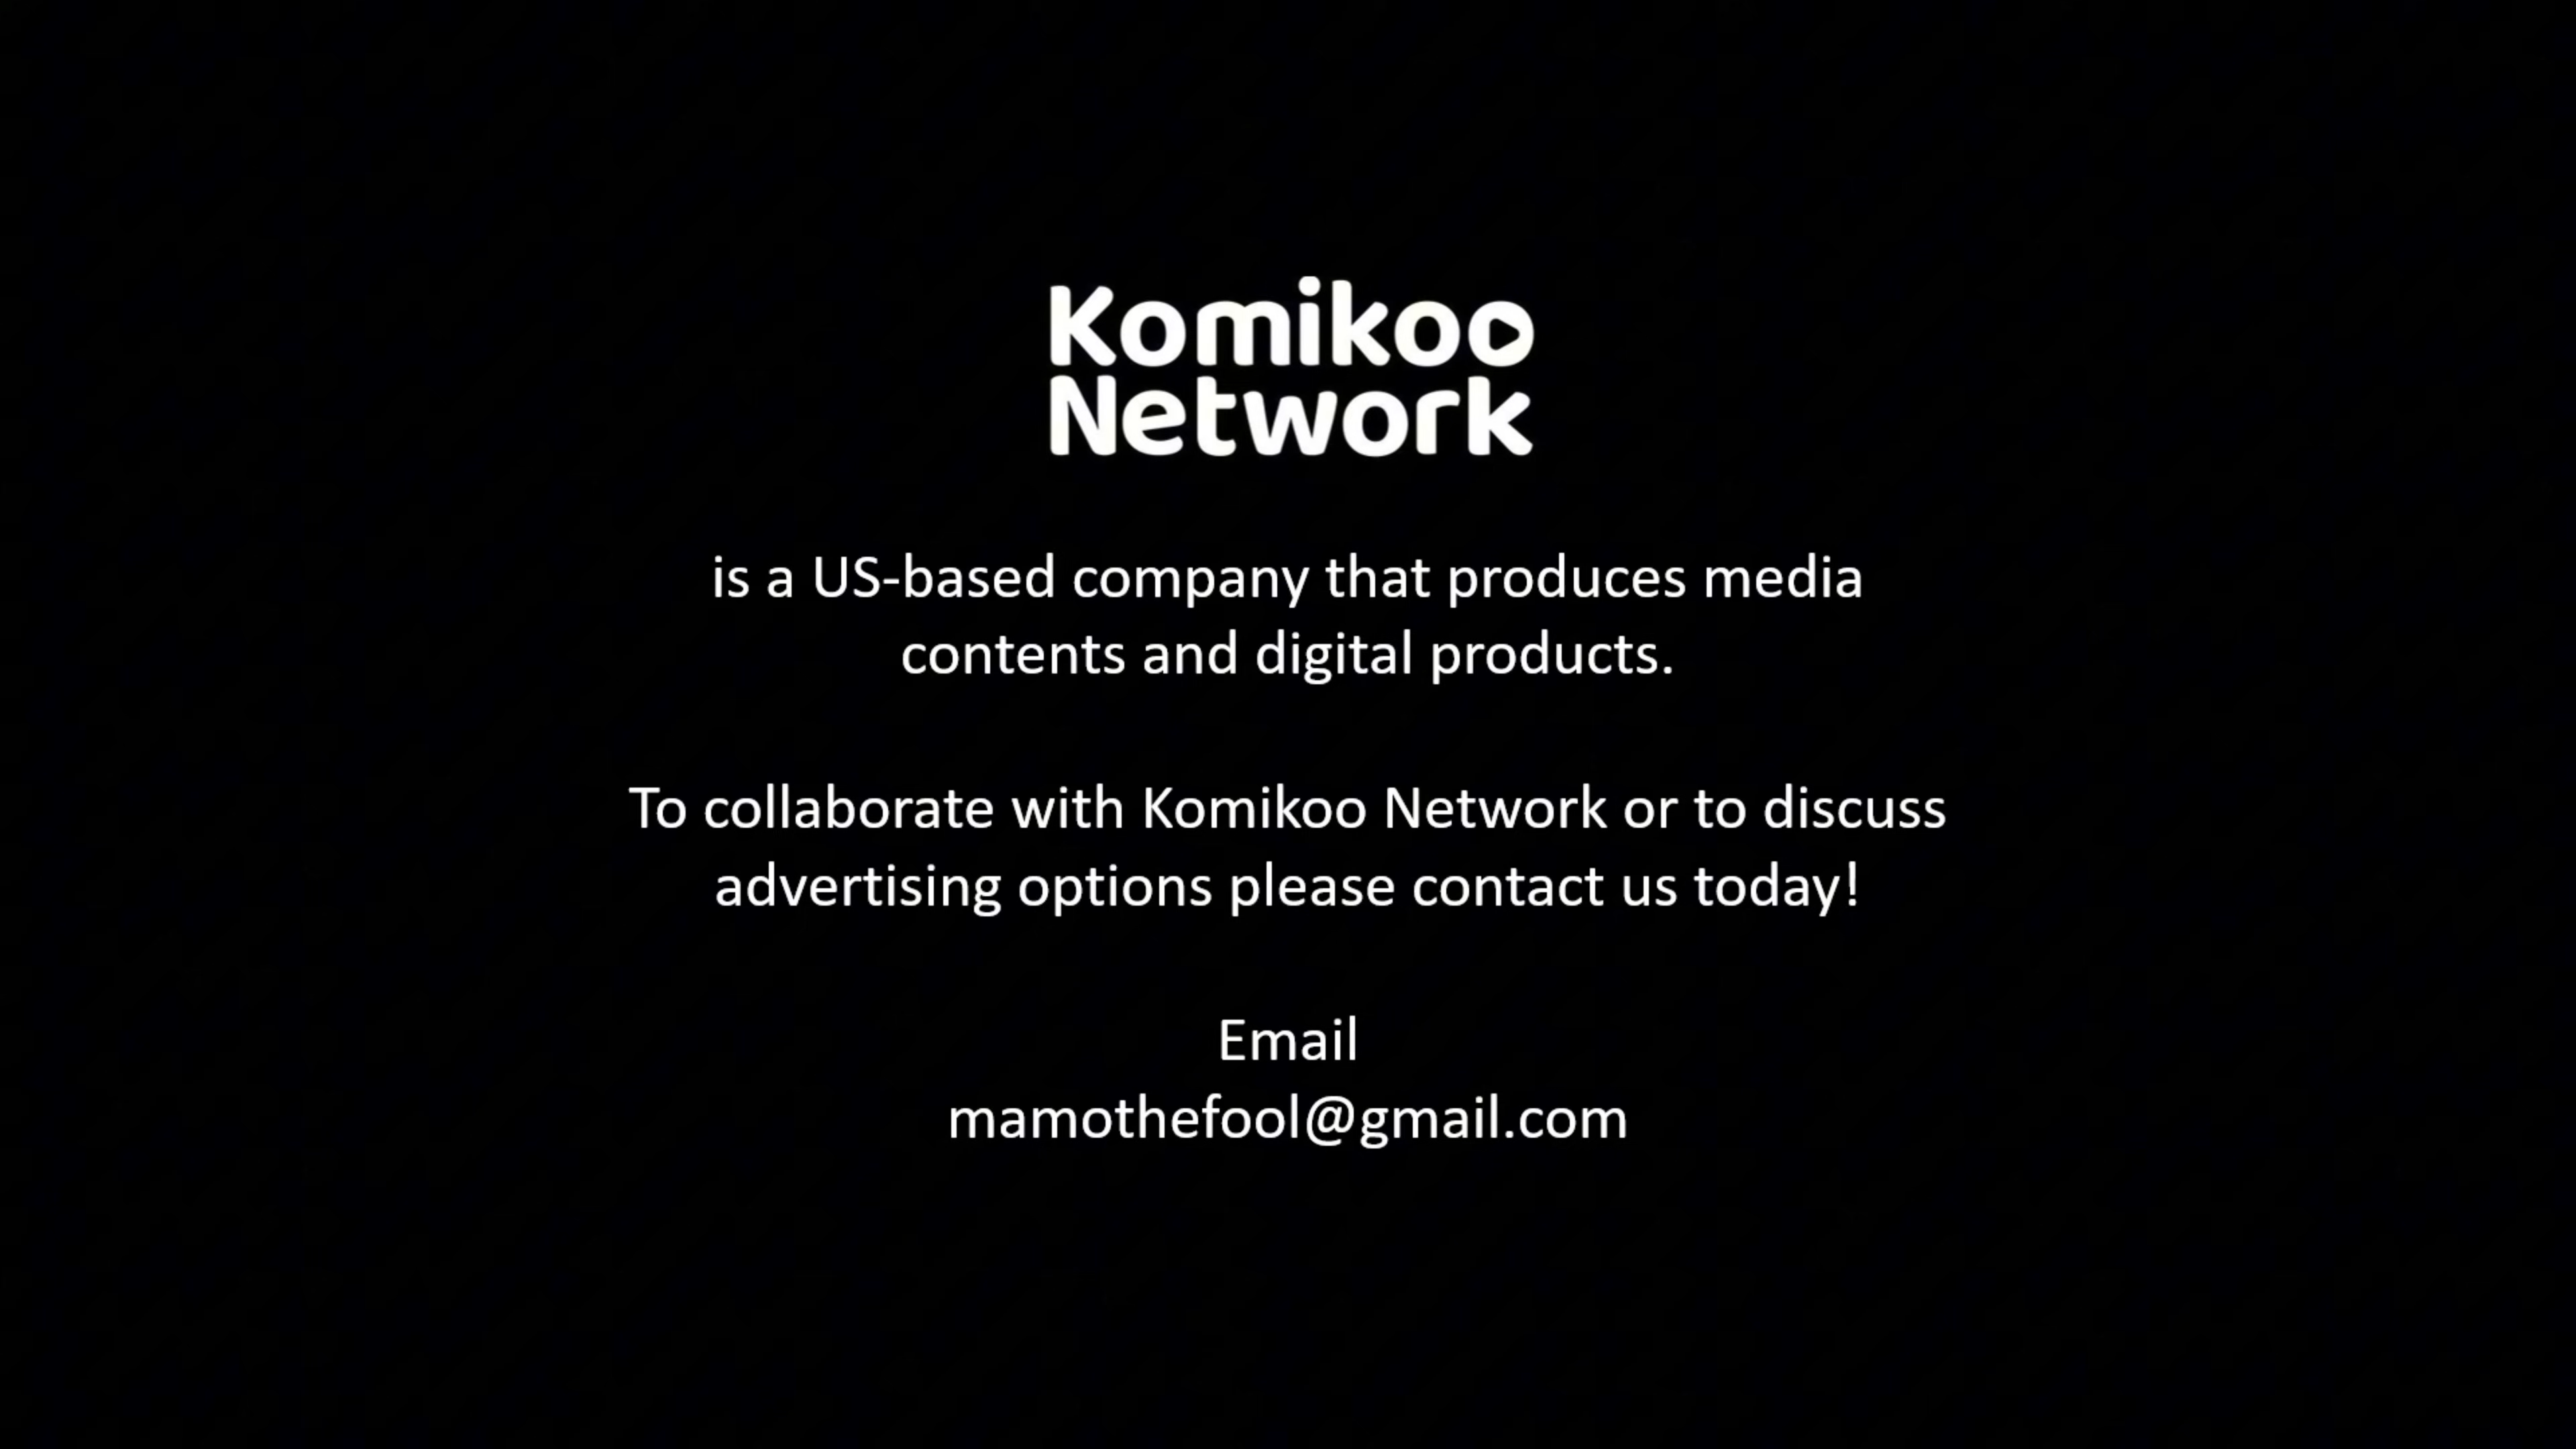 Komikoo
Network
is a US-based company that produces media
contents and digital products.
To collaborate with Komikoo Network or to discuss
advertising options please contact us today!
Email
mamothefool@gmail.com